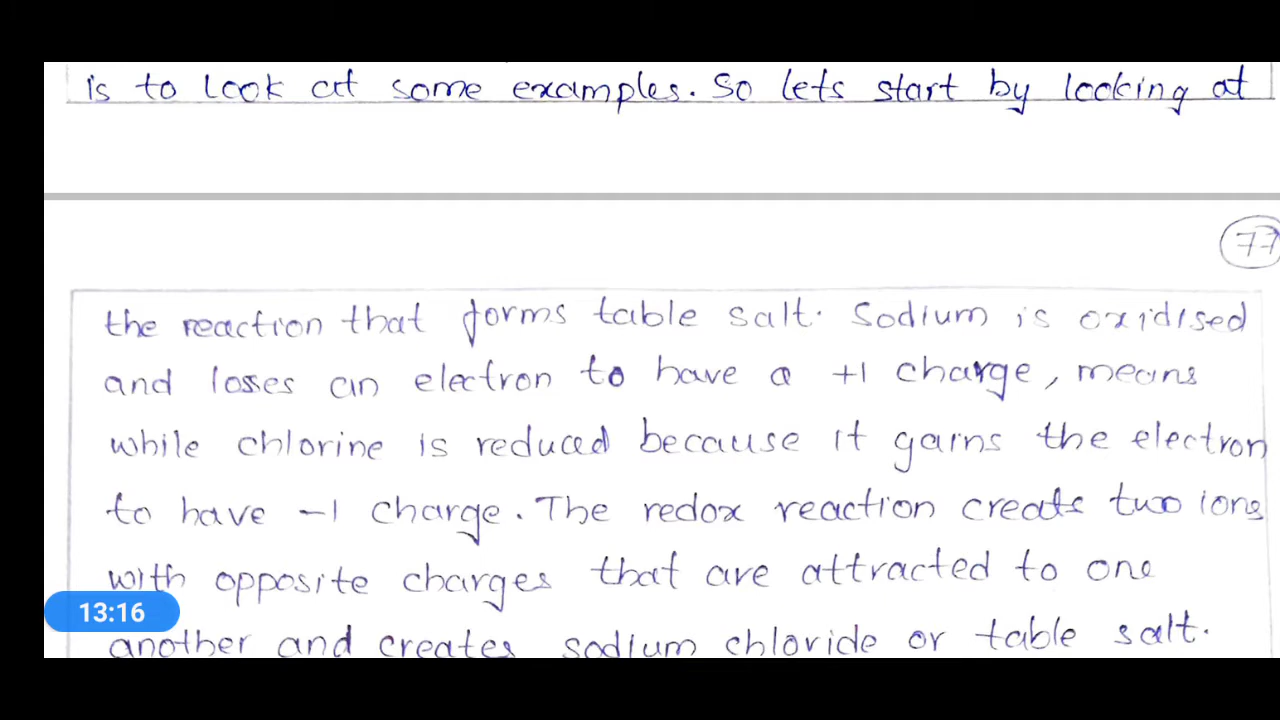 is to look at some examples. So lets start by looking at
77
the reaction that forms table salt. Sodium is oxidised
and losses an electron to have a +1 charge, means
while chlorine is reduced because it gains the electron
to have -1 charge. The redox reaction creats two ions
with opposite charges that are attracted to one
13:16
another and creates sodium chloride or table salt.